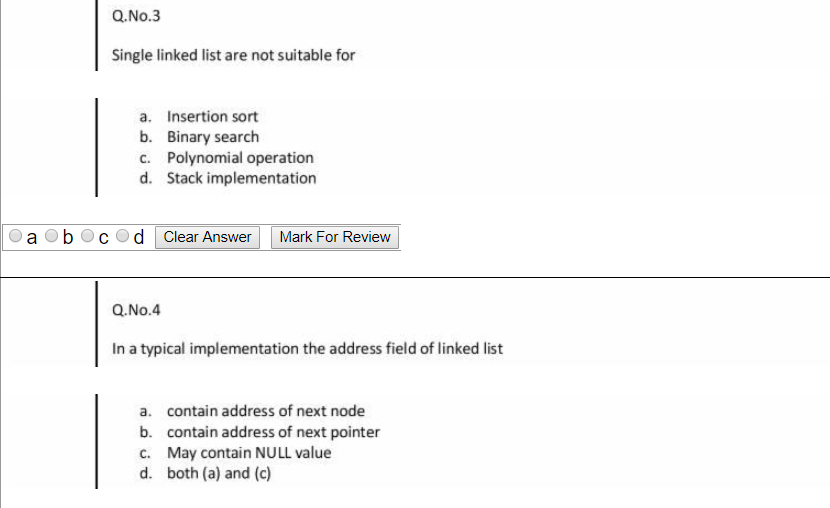 Q.No.3
Single linked list are not suitable for
a. Insertion sort
b. Binary search
c. Polynomial operation
d. Stack implementation
a b c d Clear Answer Mark For Review
Q.No.4
In a typical implementation the address field of linked list
a. contain address of next node
b. contain address of next pointer
c. May contain NULL value
d. both (a) and (c)